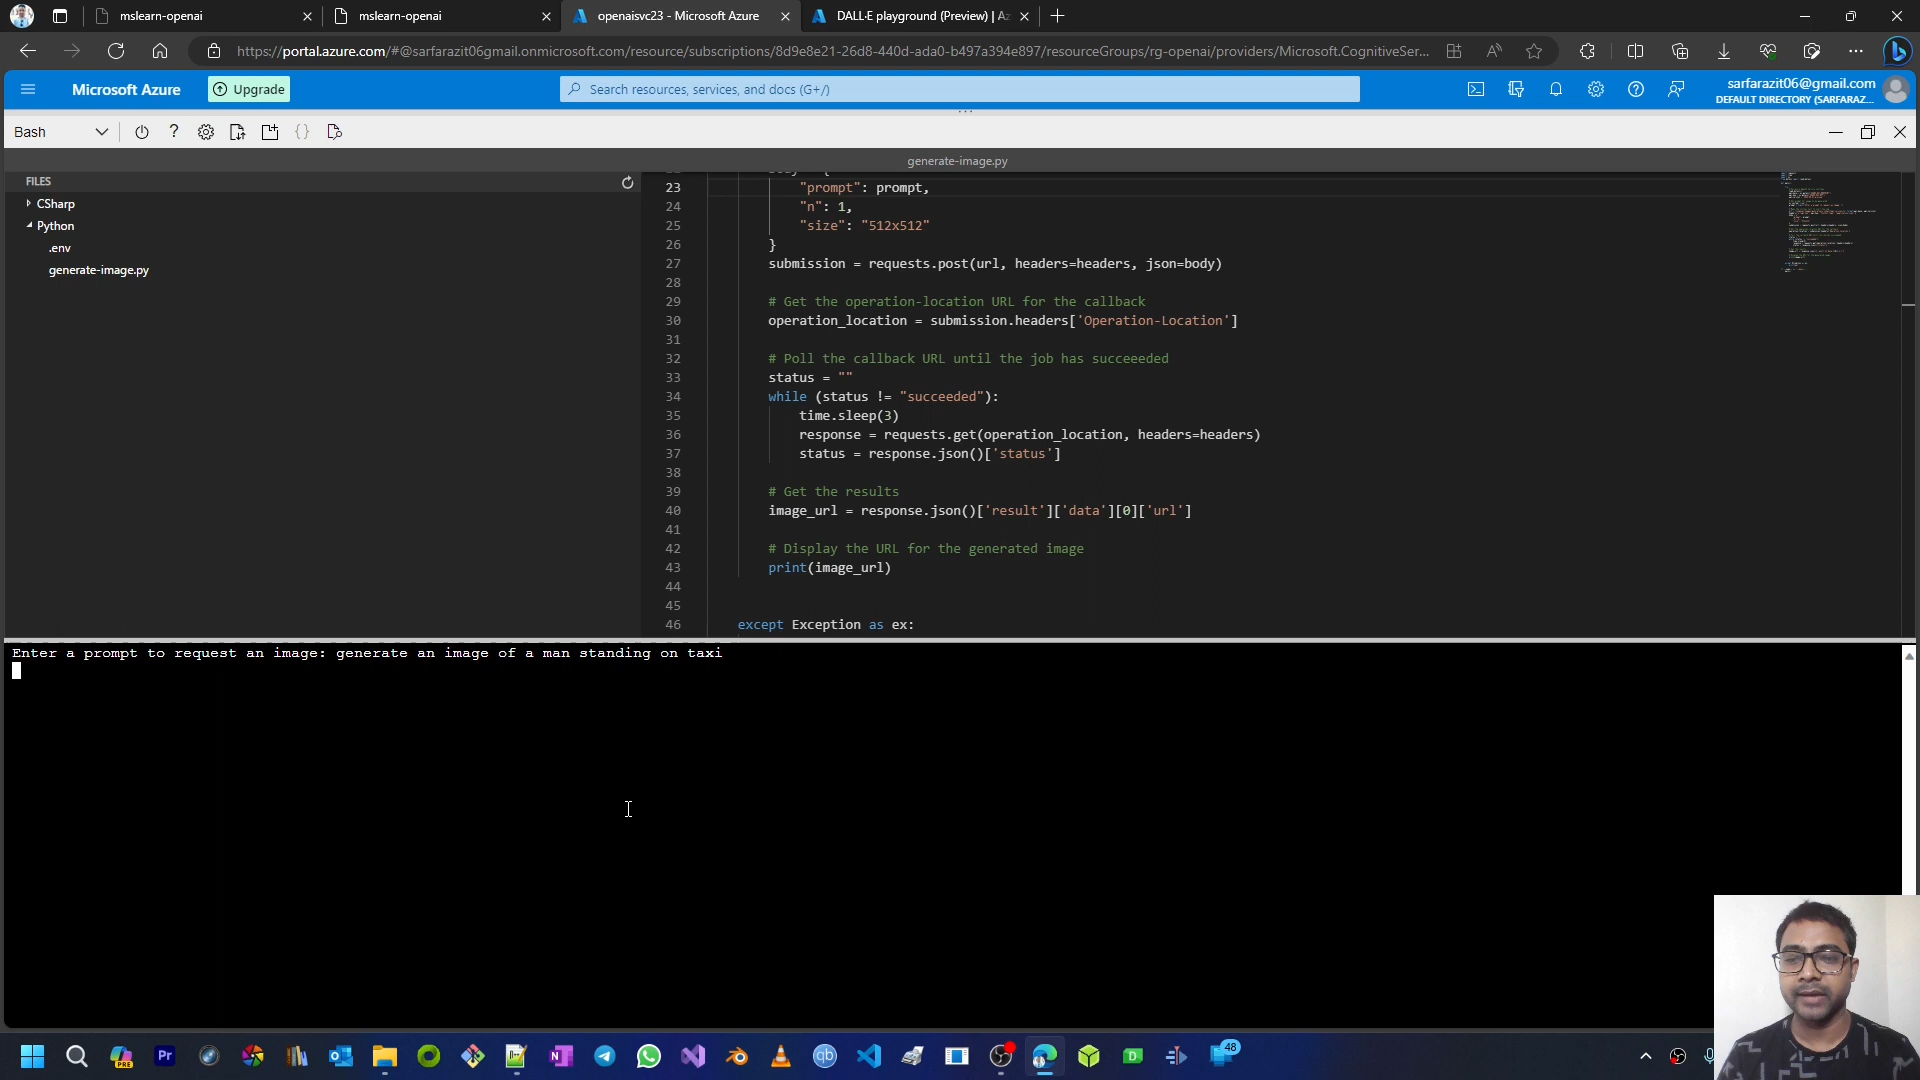 mslearn-openai
mslearn-openai
openaisvc23 - Microsoft Azure
DALL·E playground (Preview) | Az
https://portal.azure.com/#@sarfarazit06gmail.onmicrosoft.com/resource/subscriptions/8d9e8e21-26d8-440d-ada0-b497a394e897/resourceGroups/rg-openai/providers/Microsoft.CognitiveSer...
Microsoft Azure
Upgrade
Search resources, services, and docs (G+/)
sarfarazit06@gmail.com
DEFAULT DIRECTORY (SARFARAZ...
Bash
generate-image.py
FILES
CSharp
Python
.env
generate-image.py
23 "prompt": prompt,
24 "n": 1,
25 "size": "512x512"
26 }
27 submission = requests.post(url, headers=headers, json=body)
28
29 # Get the operation-location URL for the callback
30 operation_location = submission.headers['Operation-Location']
31
32 # Poll the callback URL until the job has succeeeded
33 status = ""
34 while (status != "succeeded"):
35 time.sleep(3)
36 response = requests.get(operation_location, headers=headers)
37 status = response.json()['status']
38
39 # Get the results
40 image_url = response.json()['result']['data'][0]['url']
41
42 # Display the URL for the generated image
43 print(image_url)
44
45
46 except Exception as ex:
Enter a prompt to request an image: generate an image of a man standing on taxi
48